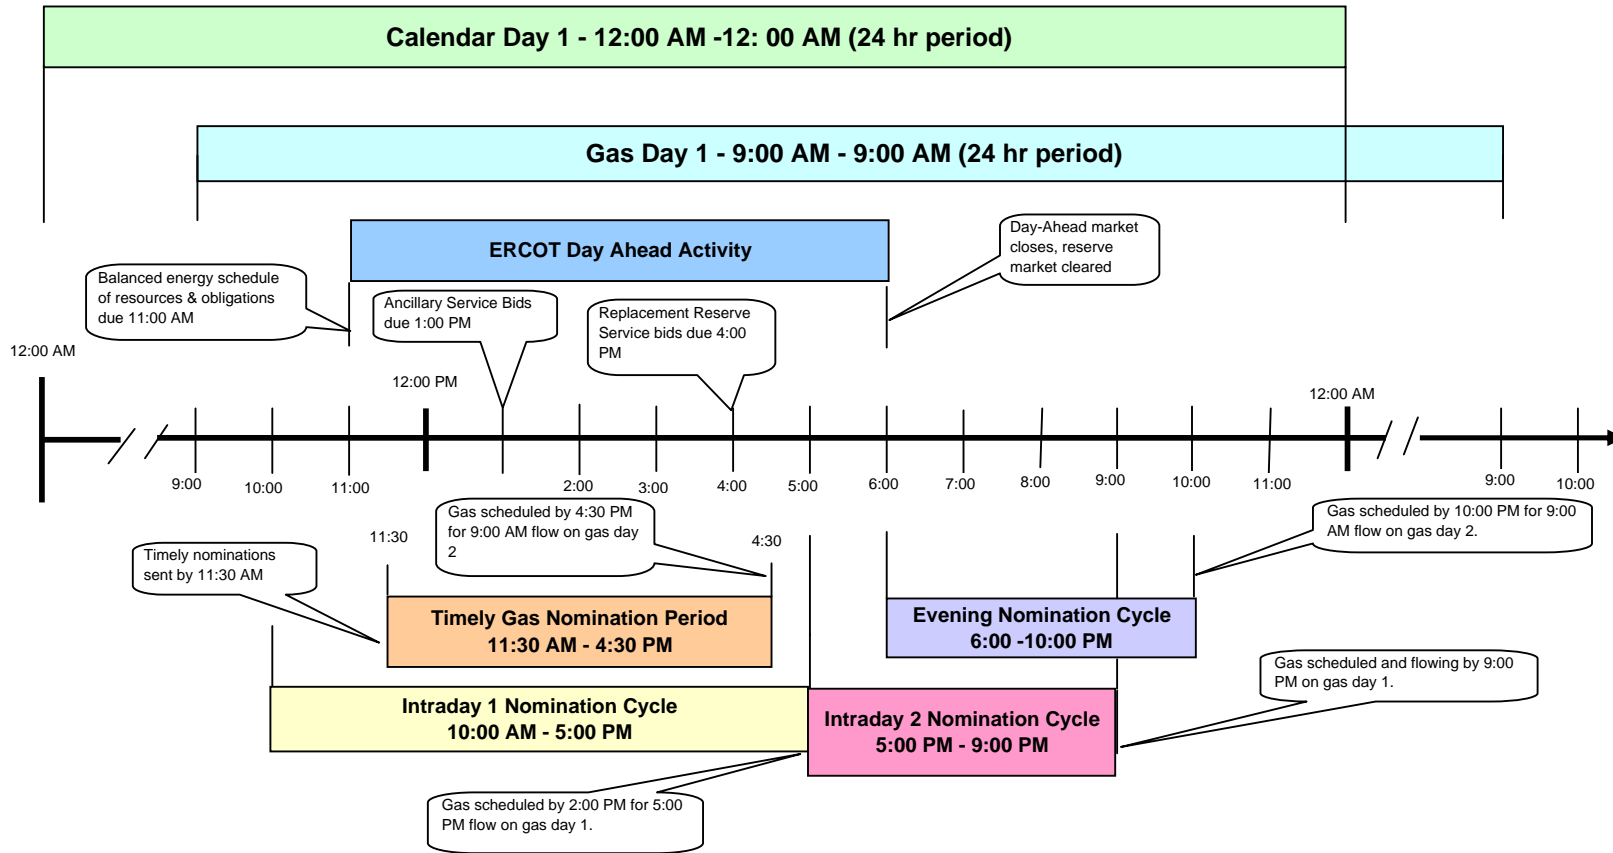 Calendar Day 1 - 12:00 AM -12: 00 AM (24 hr period)
Gas Day 1 - 9:00 AM - 9:00 AM (24 hr period)
ERCOT Day Ahead Activity
Day-Ahead market
closes, reserve
market cleared
Balanced energy schedule
of resources & obligations
due 11:00 AM
Ancillary Service Bids
due 1:00 PM
Replacement Reserve
Service bids due 4:00
PM
12:00 AM
12:00 PM
12:00 AM
9:00
10:00
11:00
2:00
3:00
4:00
5:00
6:00
7:00
8:00
9:00
10:00
11:00
9:00
10:00
Gas scheduled by 4:30 PM
for 9:00 AM flow on gas day
2
Gas scheduled by 10:00 PM for 9:00
AM flow on gas day 2.
11:30
4:30
Timely nominations
sent by 11:30 AM
Timely Gas Nomination Period
11:30 AM - 4:30 PM
Evening Nomination Cycle
6:00 -10:00 PM
Gas scheduled and flowing by 9:00
PM on gas day 1.
Intraday 1 Nomination Cycle
10:00 AM - 5:00 PM
Intraday 2 Nomination Cycle
5:00 PM - 9:00 PM
Gas scheduled by 2:00 PM for 5:00
PM flow on gas day 1.